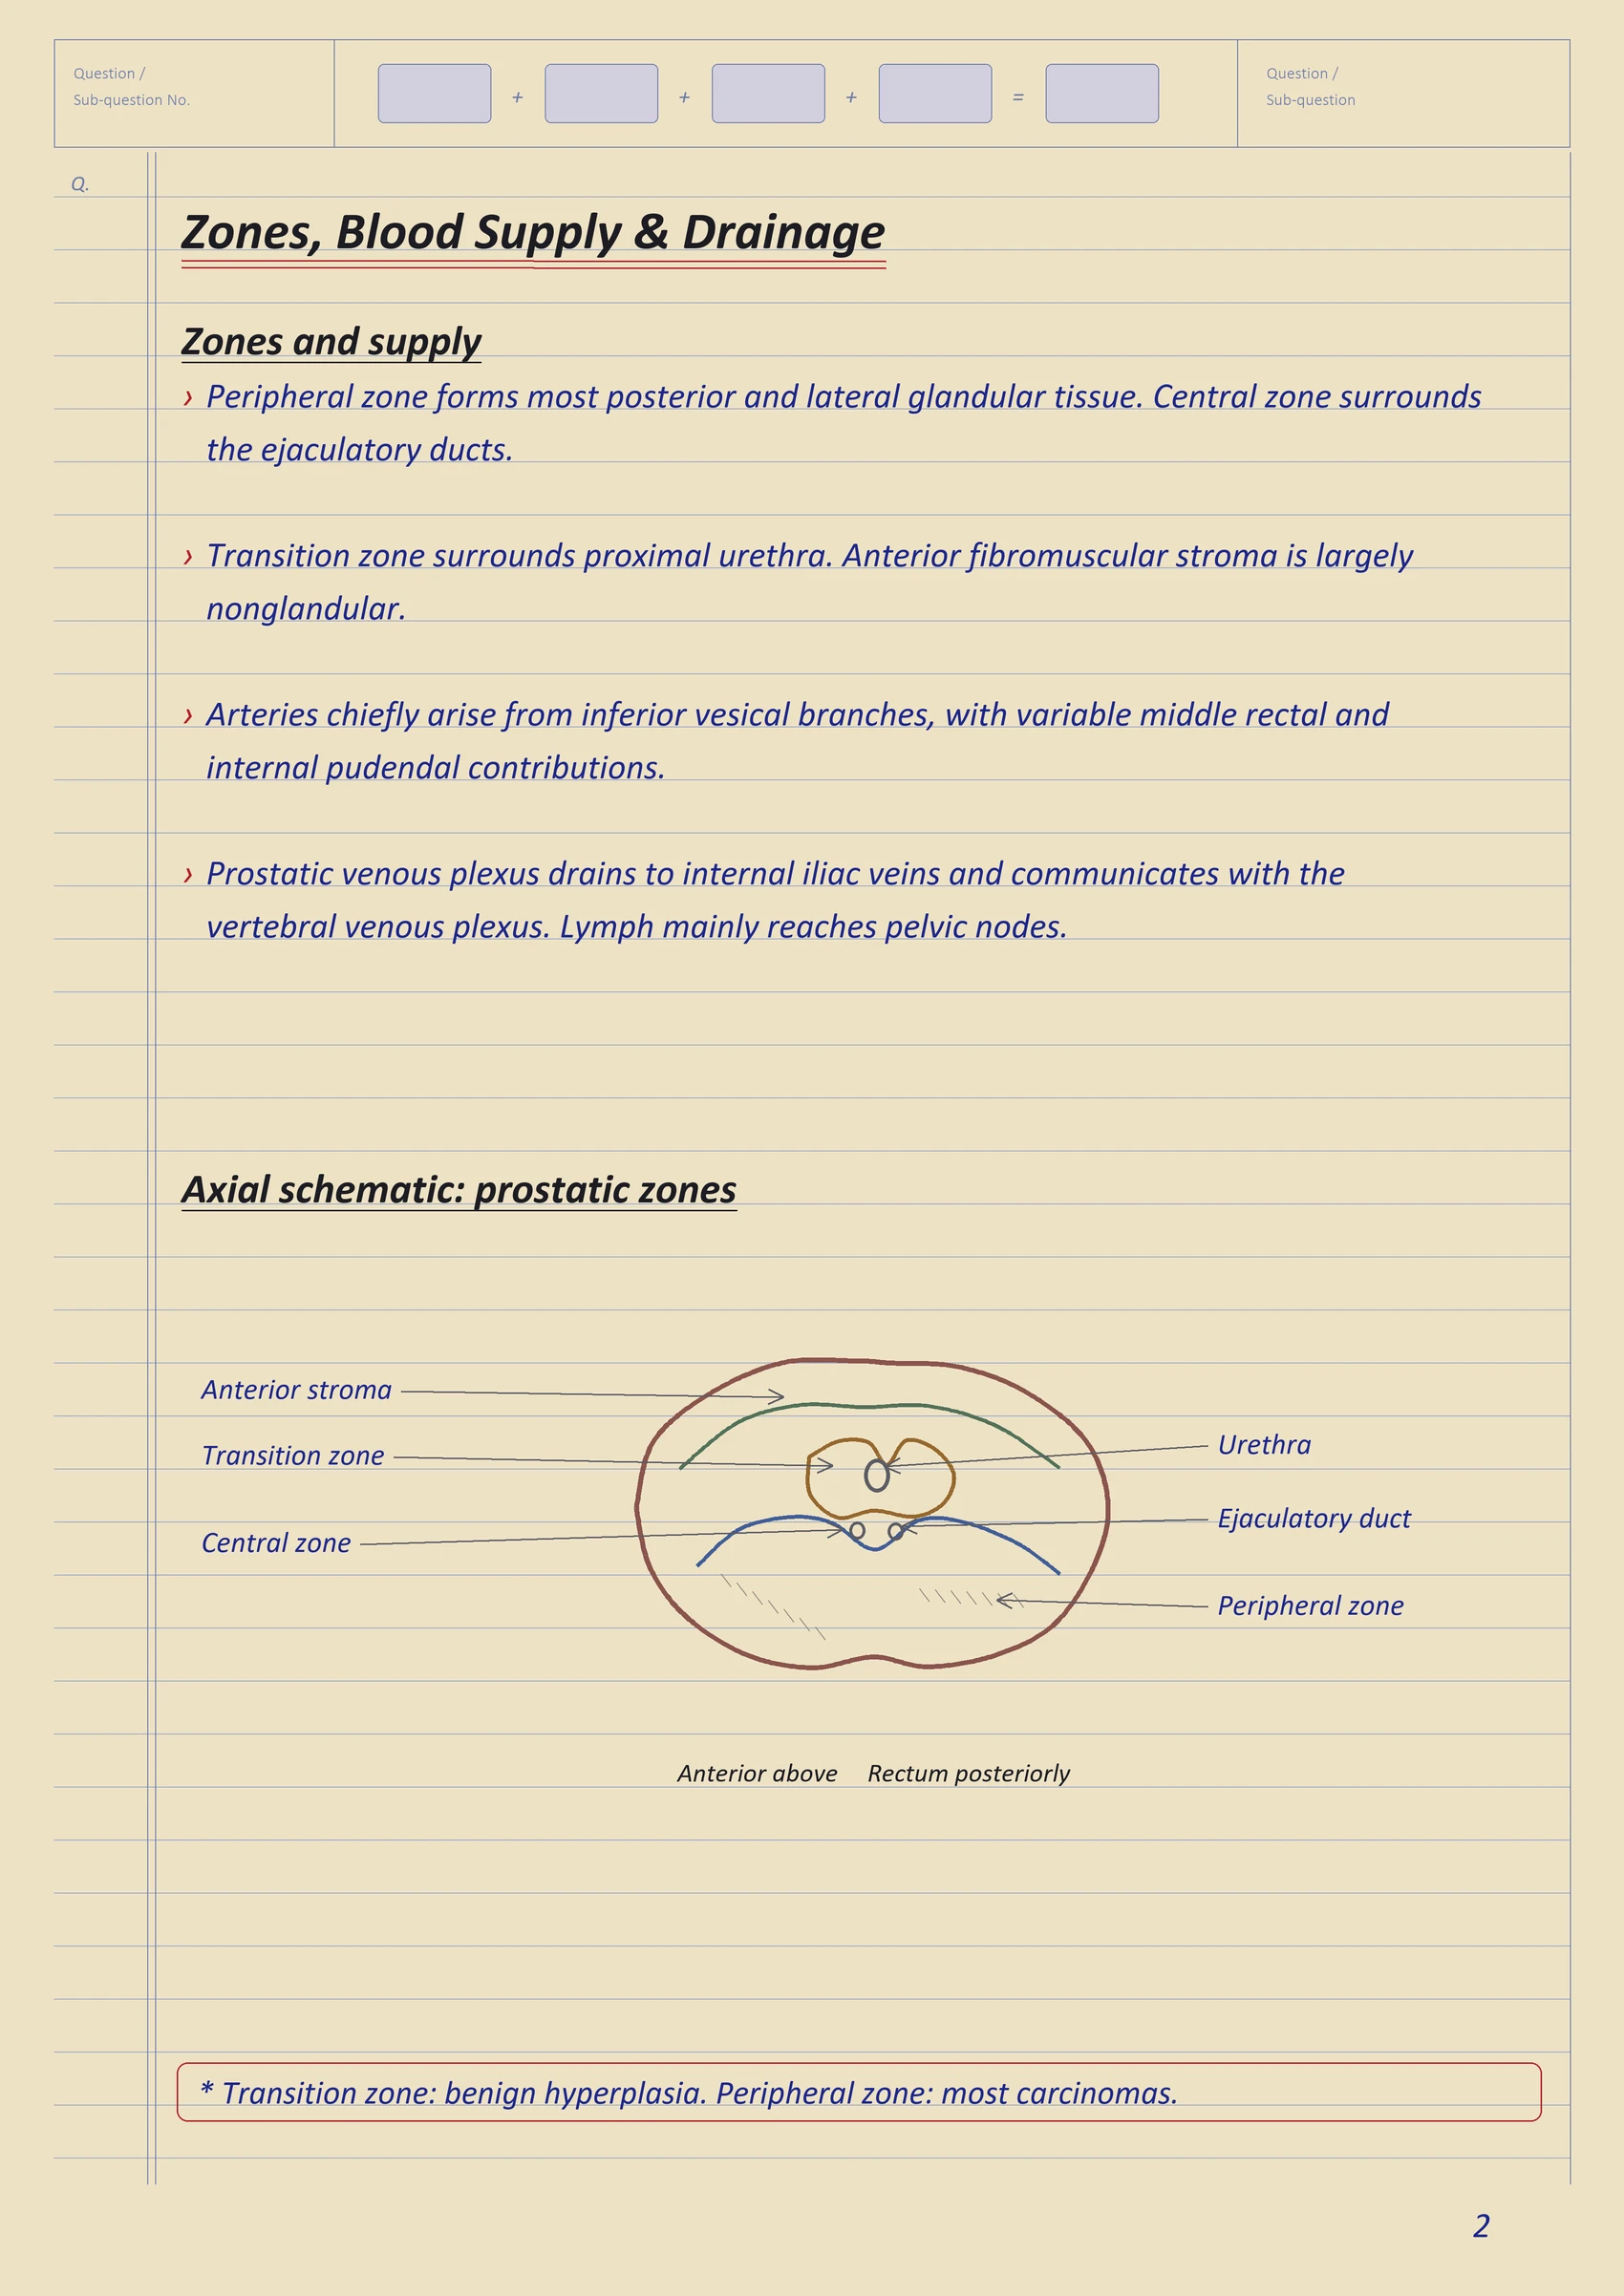 Question /
Sub-question No.
+ + + =
Question /
Sub-question
Q.
Zones, Blood Supply & Drainage
Zones and supply
› Peripheral zone forms most posterior and lateral glandular tissue. Central zone surrounds
the ejaculatory ducts.
› Transition zone surrounds proximal urethra. Anterior fibromuscular stroma is largely
nonglandular.
› Arteries chiefly arise from inferior vesical branches, with variable middle rectal and
internal pudendal contributions.
› Prostatic venous plexus drains to internal iliac veins and communicates with the
vertebral venous plexus. Lymph mainly reaches pelvic nodes.
Axial schematic: prostatic zones
Anterior stroma
Transition zone
Central zone
Urethra
Ejaculatory duct
Peripheral zone
Anterior above Rectum posteriorly
* Transition zone: benign hyperplasia. Peripheral zone: most carcinomas.
2